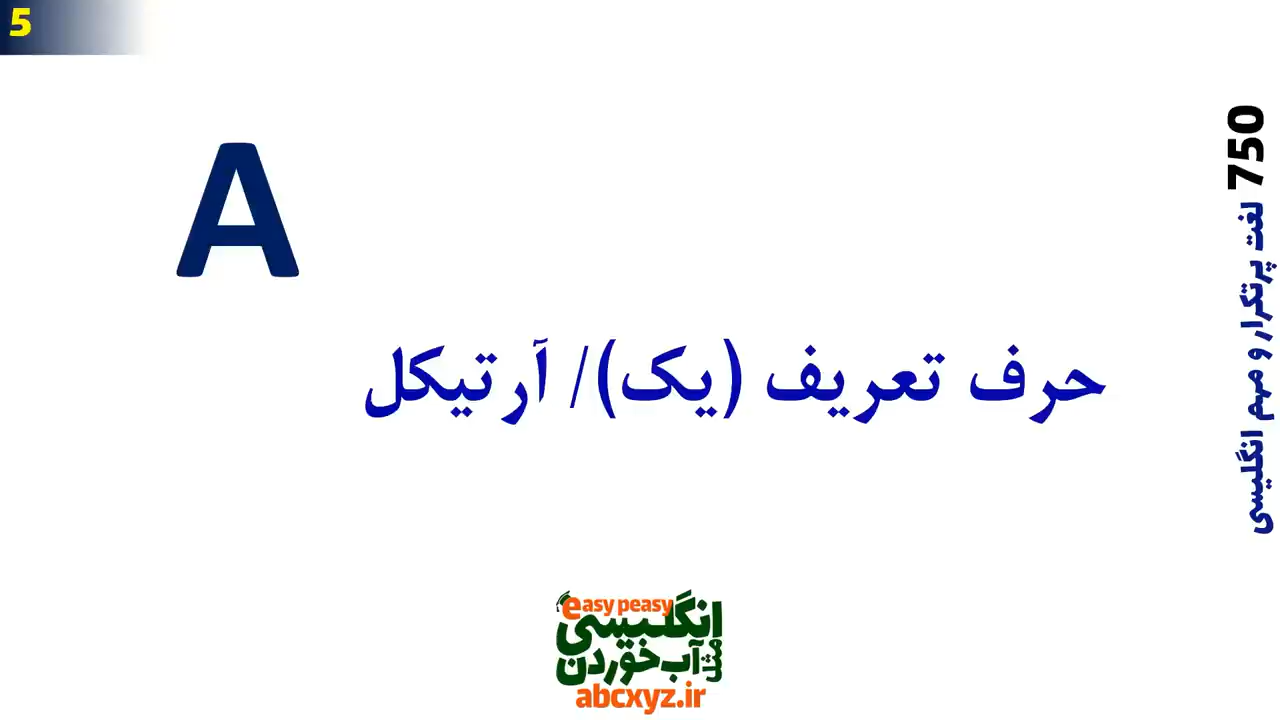 5
A
حرف تعریف (یک)/ آرتیکل
750 لغت پرتکرار و مهم انگلیسی
easy peasy
انگلیسی
مثل آب خوردن
abcxyz.ir